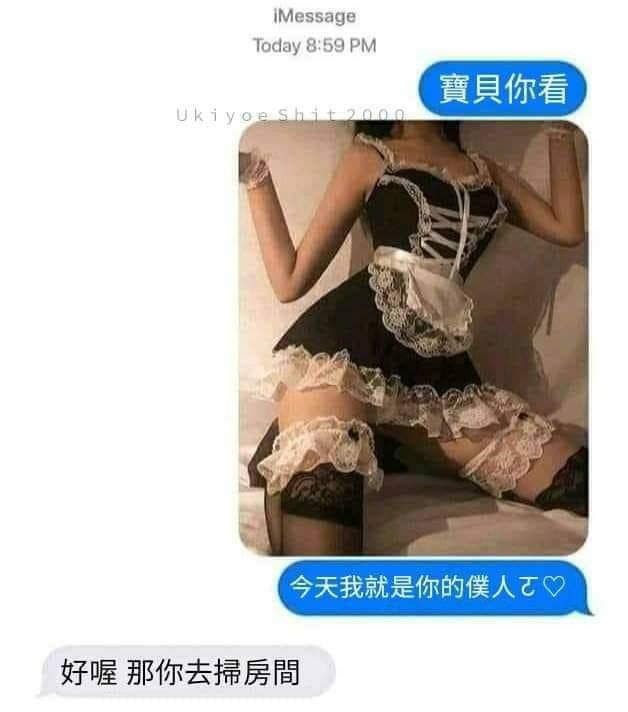 iMessage
Today 8:59 PM
寶貝你看
Ukiyoe Shit 2000
今天我就是你的僕人ㄛ♡
好喔 那你去掃房間